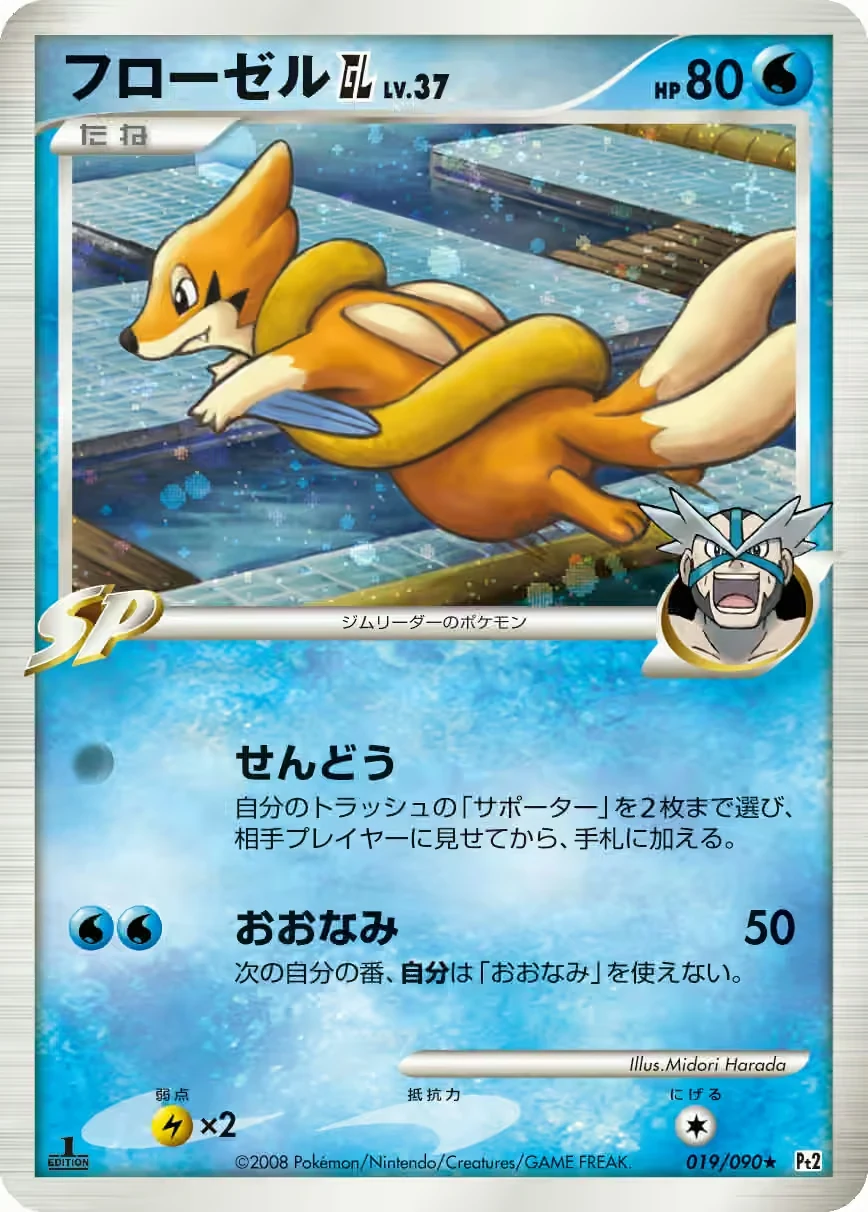 フローゼル GL LV.37 HP 80
たね
SP
ジムリーダーのポケモン
せんどう
自分のトラッシュの「サポーター」を2枚まで選び、
相手プレイヤーに見せてから、手札に加える。
おおなみ 50
次の自分の番、自分は「おおなみ」を使えない。
Illus.Midori Harada
弱点 抵抗力 にげる
×2
1 EDITION
©2008 Pokémon/Nintendo/Creatures/GAME FREAK. 019/090★ Pt2